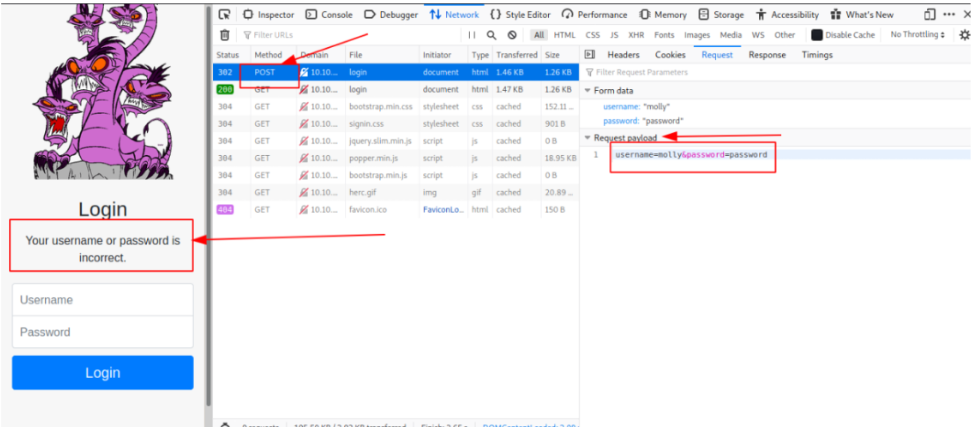 Inspector Console Debugger Network Style Editor Performance Memory Storage Accessibility What's New
Filter URLs
All HTML CSS JS XHR Fonts Images Media WS Other Disable Cache No Throttling
Status Method Domain File Initiator Type Transferred Size
302 POST 10.10... login document html 1.46 KB 1.26 KB
200 GET 10.10... login document html 1.47 KB 1.26 KB
304 GET 10.10... bootstrap.min.css stylesheet css cached 152.11 ...
304 GET 10.10... signin.css stylesheet css cached 901 B
304 GET 10.10... jquery.slim.min.js script js cached 0 B
304 GET 10.10... popper.min.js script js cached 18.95 KB
304 GET 10.10... bootstrap.min.js script js cached 0 B
304 GET 10.10... herc.gif img gif cached 20.89 ...
404 GET 10.10... favicon.ico FaviconLo... html cached 150 B
Headers Cookies Request Response Timings
Filter Request Parameters
Form data
username: "molly"
password: "password"
Request payload
1 username=molly&password=password
Login
Your username or password is
incorrect.
Username
Password
Login